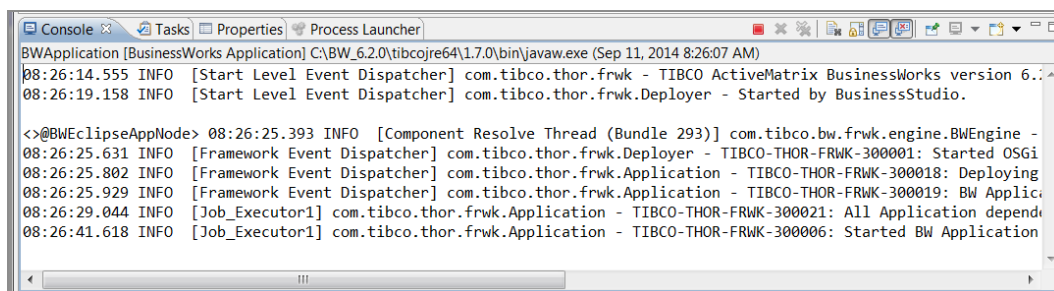 Console Tasks Properties Process Launcher
BWApplication [BusinessWorks Application] C:\BW_6.2.0\tibcojre64\1.7.0\bin\javaw.exe (Sep 11, 2014 8:26:07 AM)
08:26:14.555 INFO [Start Level Event Dispatcher] com.tibco.thor.frwk - TIBCO ActiveMatrix BusinessWorks version 6.
08:26:19.158 INFO [Start Level Event Dispatcher] com.tibco.thor.frwk.Deployer - Started by BusinessStudio.
<>@BWEclipseAppNode> 08:26:25.393 INFO [Component Resolve Thread (Bundle 293)] com.tibco.bw.frwk.engine.BWEngine -
08:26:25.631 INFO [Framework Event Dispatcher] com.tibco.thor.frwk.Deployer - TIBCO-THOR-FRWK-300001: Started OSGi
08:26:25.802 INFO [Framework Event Dispatcher] com.tibco.thor.frwk.Application - TIBCO-THOR-FRWK-300018: Deploying
08:26:25.929 INFO [Framework Event Dispatcher] com.tibco.thor.frwk.Application - TIBCO-THOR-FRWK-300019: BW Applic
08:26:29.044 INFO [Job_Executor1] com.tibco.thor.frwk.Application - TIBCO-THOR-FRWK-300021: All Application depend
08:26:41.618 INFO [Job_Executor1] com.tibco.thor.frwk.Application - TIBCO-THOR-FRWK-300006: Started BW Application